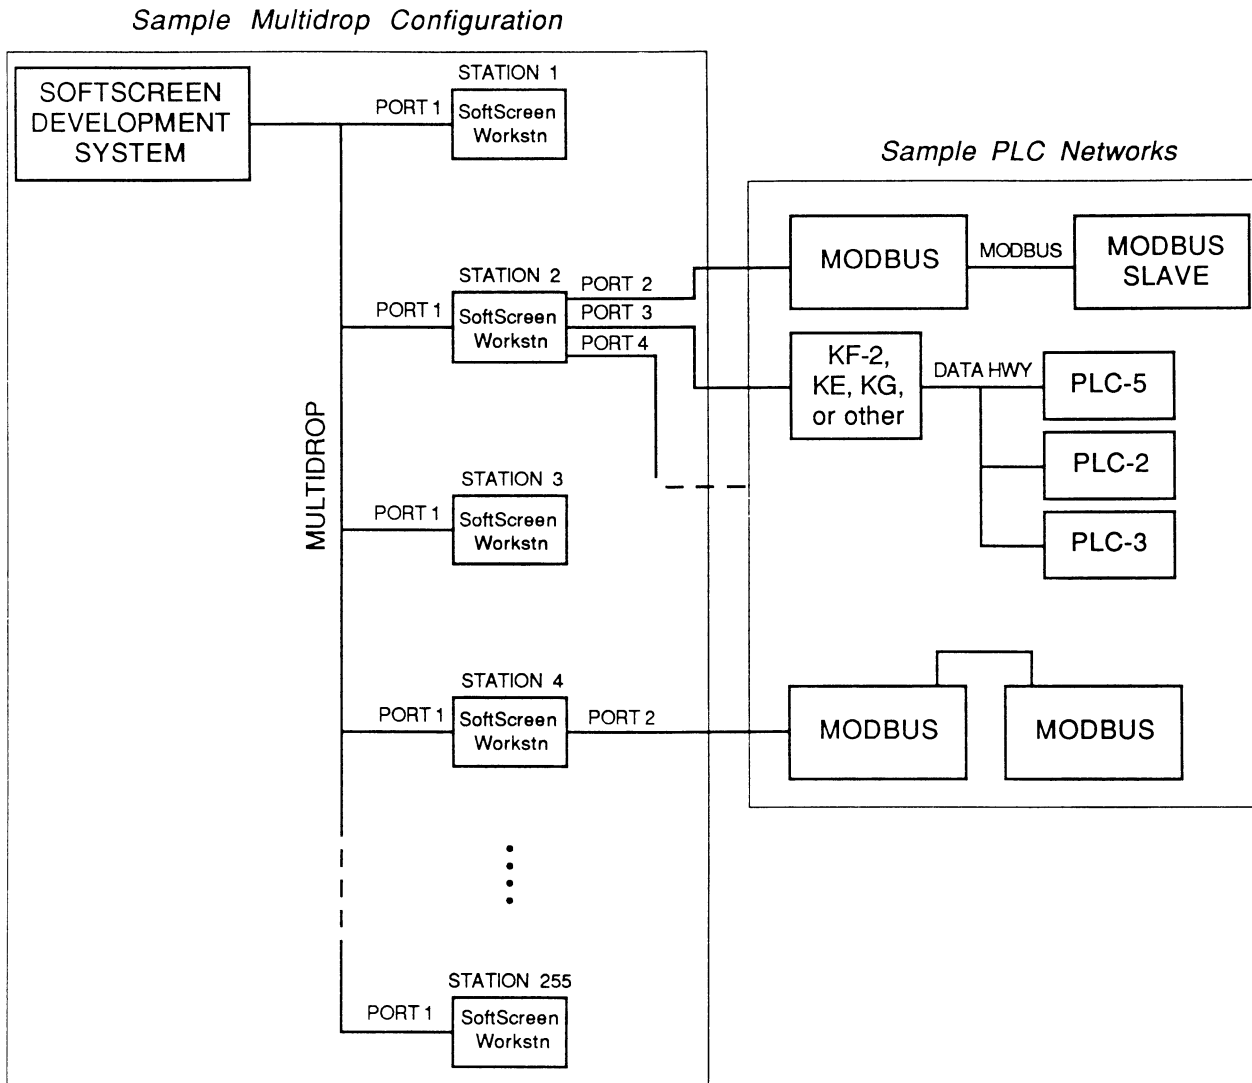 Sample Multidrop Configuration
SOFTSCREEN
DEVELOPMENT
SYSTEM
STATION 1
PORT 1
SoftScreen
Workstn
Sample PLC Networks
STATION 2
PORT 1
SoftScreen
Workstn
PORT 2
PORT 3
PORT 4
MODBUS
MODBUS
MODBUS
SLAVE
KF-2,
KE, KG,
or other
DATA HWY
PLC-5
PLC-2
PLC-3
MULTIDROP
STATION 3
PORT 1
SoftScreen
Workstn
STATION 4
PORT 1
SoftScreen
Workstn
PORT 2
MODBUS
MODBUS
STATION 255
PORT 1
SoftScreen
Workstn